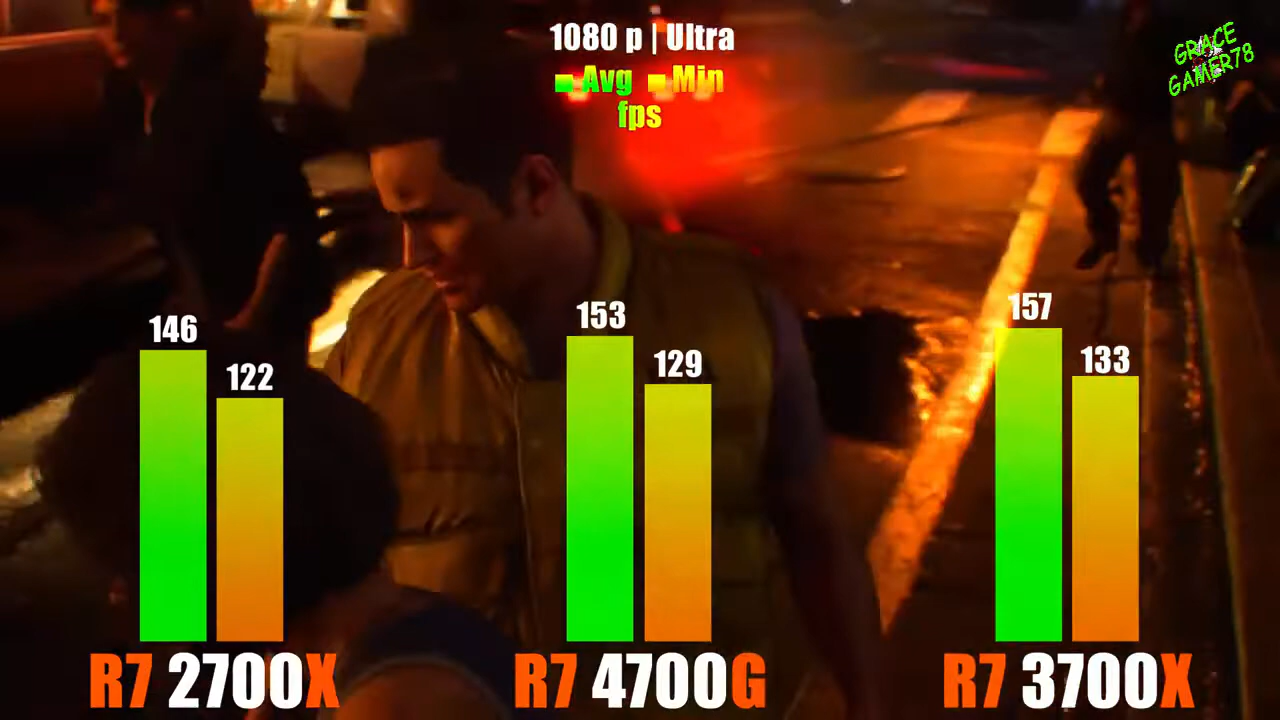 1080 p | Ultra
Avg Min
fps
GRACE
GAMER78
157
153
146
133
129
122
R7 2700X
R7 4700G
R7 3700X